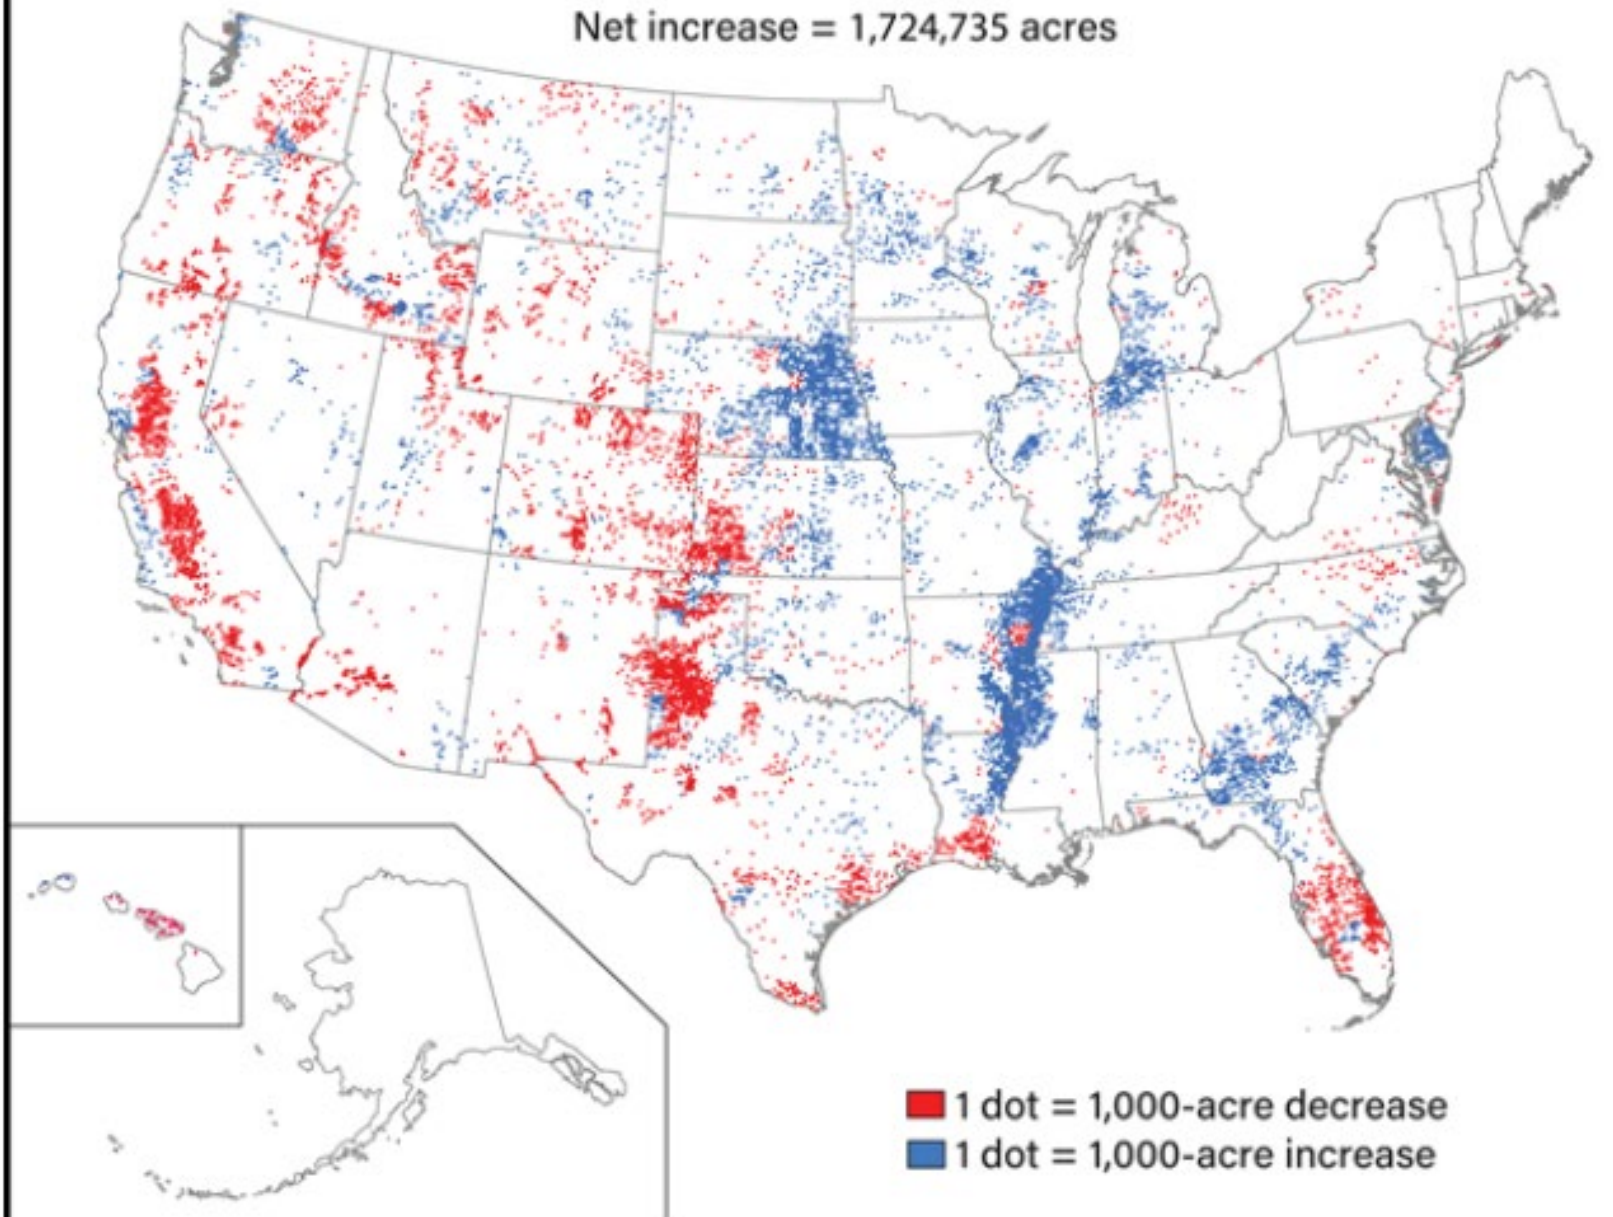 Net increase = 1,724,735 acres
1 dot = 1,000-acre decrease
1 dot = 1,000-acre increase